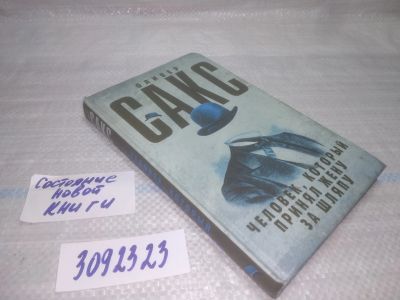 ОЛИВЕР
САКС
ЧЕЛОВЕК, КОТОРЫЙ
ПРИНЯЛ ЖЕНУ
ЗА ШЛЯПУ
Состояние
новой
книги
3092323